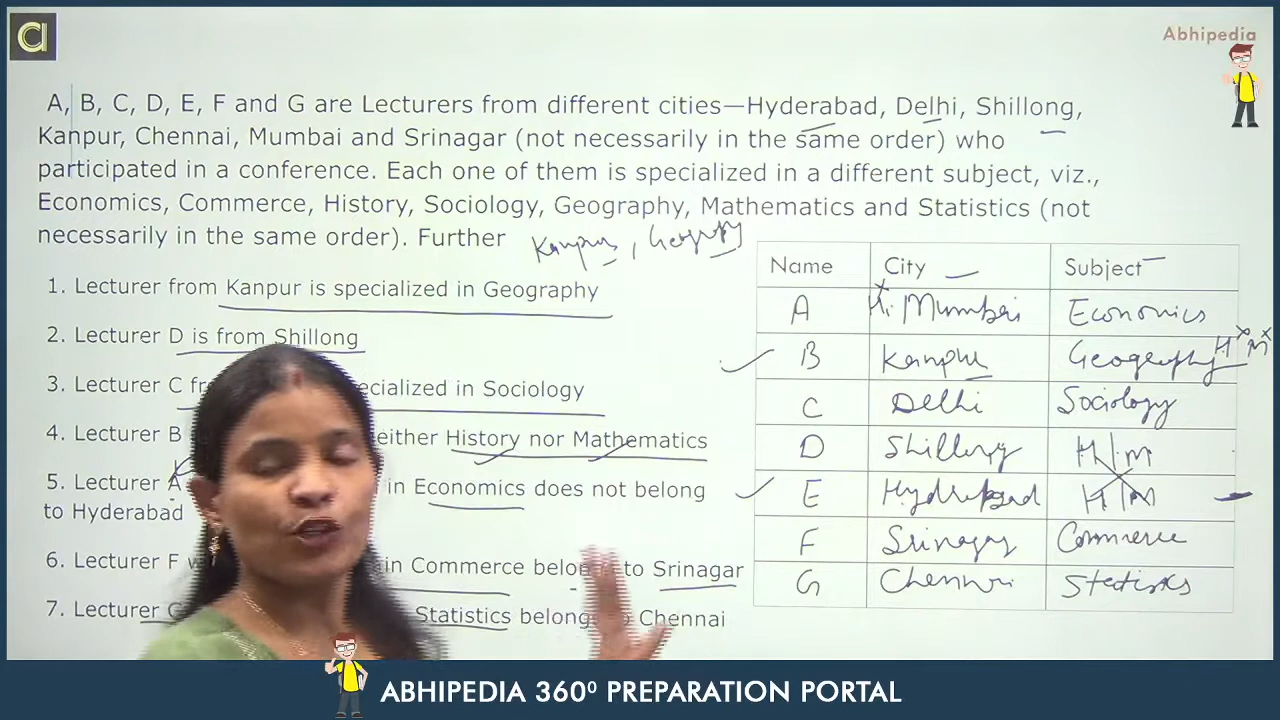 Abhipedia
A, B, C, D, E, F and G are Lecturers from different cities—Hyderabad, Delhi, Shillong,
Kanpur, Chennai, Mumbai and Srinagar (not necessarily in the same order) who
participated in a conference. Each one of them is specialized in a different subject, viz.,
Economics, Commerce, History, Sociology, Geography, Mathematics and Statistics (not
necessarily in the same order). Further
Kanpur, Geography
1. Lecturer from Kanpur is specialized in Geography
2. Lecturer D is from Shillong
3. Lecturer C specialized in Sociology
4. Lecturer B neither History nor Mathematics
5. Lecturer A in Economics does not belong
to Hyderabad
6. Lecturer F in Commerce belongs to Srinagar
7. Lecturer G Statistics belongs to Chennai
Name City Subject
A Mumbai Economics
B Kanpur Geography H M
C Delhi Sociology
D Shillong H/M
E Hyderabad H/M
F Srinagar Commerce
G Chennai Statistics
ABHIPEDIA 360º PREPARATION PORTAL